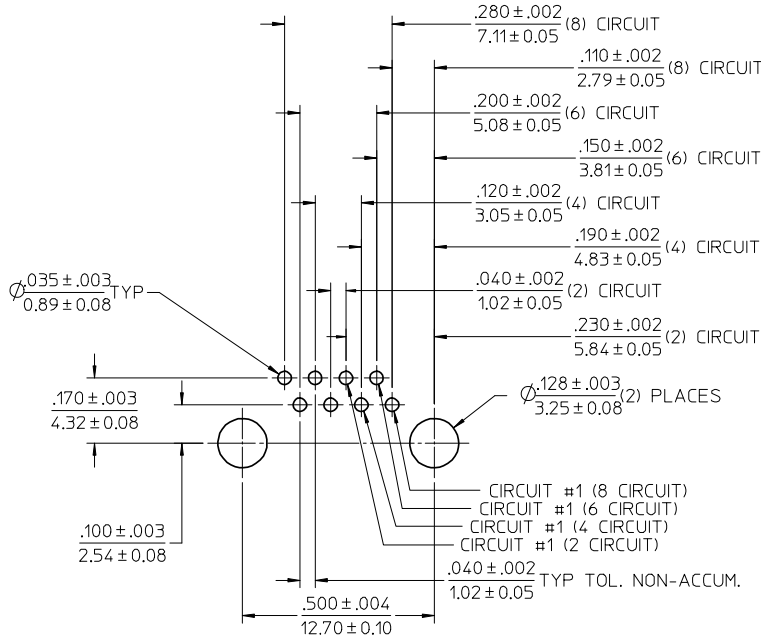 .280±.002
7.11±0.05
(8) CIRCUIT
.110±.002
2.79±0.05
(8) CIRCUIT
.200±.002
5.08±0.05
(6) CIRCUIT
.150±.002
3.81±0.05
(6) CIRCUIT
.120±.002
3.05±0.05
(4) CIRCUIT
.190±.002
4.83±0.05
(4) CIRCUIT
.040±.002
1.02±0.05
(2) CIRCUIT
Ø.035±.003
0.89±0.08
TYP
.230±.002
5.84±0.05
(2) CIRCUIT
.170±.003
4.32±0.08
Ø.128±.003
3.25±0.08
(2) PLACES
CIRCUIT #1 (8 CIRCUIT)
CIRCUIT #1 (6 CIRCUIT)
CIRCUIT #1 (4 CIRCUIT)
CIRCUIT #1 (2 CIRCUIT)
.100±.003
2.54±0.08
.040±.002
1.02±0.05
TYP TOL. NON-ACCUM.
.500±.004
12.70±0.10